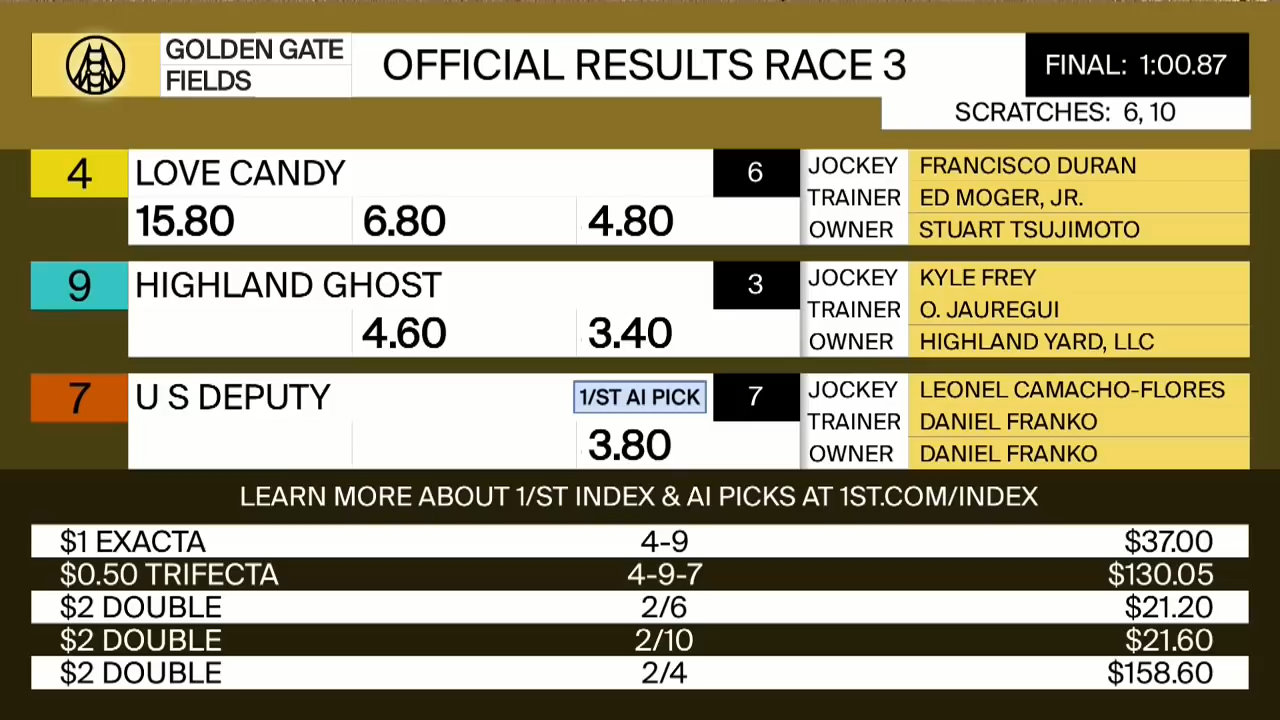 GOLDEN GATE
FIELDS
OFFICIAL RESULTS RACE 3
FINAL: 1:00.87
SCRATCHES: 6, 10
4 LOVE CANDY 6
15.80 6.80 4.80
JOCKEY FRANCISCO DURAN
TRAINER ED MOGER, JR.
OWNER STUART TSUJIMOTO
9 HIGHLAND GHOST 3
4.60 3.40
JOCKEY KYLE FREY
TRAINER O. JAUREGUI
OWNER HIGHLAND YARD, LLC
7 U S DEPUTY 1/ST AI PICK 7
3.80
JOCKEY LEONEL CAMACHO-FLORES
TRAINER DANIEL FRANKO
OWNER DANIEL FRANKO
LEARN MORE ABOUT 1/ST INDEX & AI PICKS AT 1ST.COM/INDEX
$1 EXACTA 4-9 $37.00
$0.50 TRIFECTA 4-9-7 $130.05
$2 DOUBLE 2/6 $21.20
$2 DOUBLE 2/10 $21.60
$2 DOUBLE 2/4 $158.60